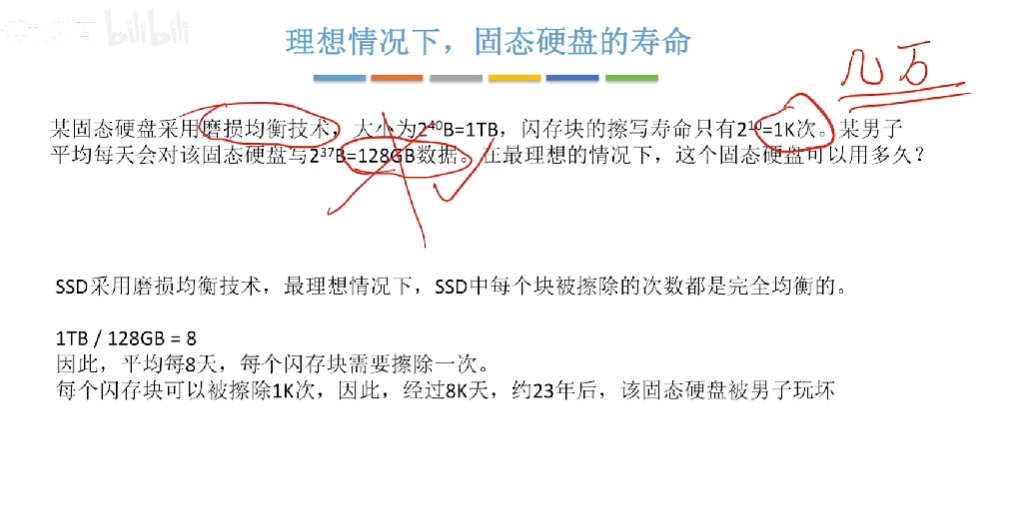 bilibili
理想情况下，固态硬盘的寿命
几万
某固态硬盘采用磨损均衡技术，大小为2⁴⁰B=1TB，闪存块的擦写寿命只有2¹⁰=1K次。某男子
平均每天会对该固态硬盘写2³⁷B=128GB数据。在最理想的情况下，这个固态硬盘可以用多久？
SSD采用磨损均衡技术，最理想情况下，SSD中每个块被擦除的次数都是完全均衡的。
1TB / 128GB = 8
因此，平均每8天，每个闪存块需要擦除一次。
每个闪存块可以被擦除1K次，因此，经过8K天，约23年后，该固态硬盘被男子玩坏